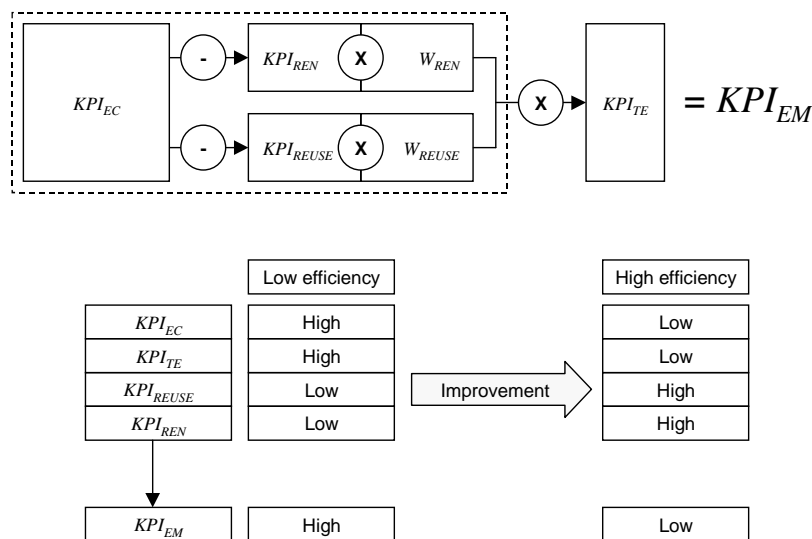 KPI_EC
-
KPI_REN
X
W_REN
-
KPI_REUSE
X
W_REUSE
X
KPI_TE
= KPI_EM
Low efficiency
High efficiency
KPI_EC
High
Low
KPI_TE
High
Low
KPI_REUSE
Low
Improvement
High
KPI_REN
Low
High
KPI_EM
High
Low